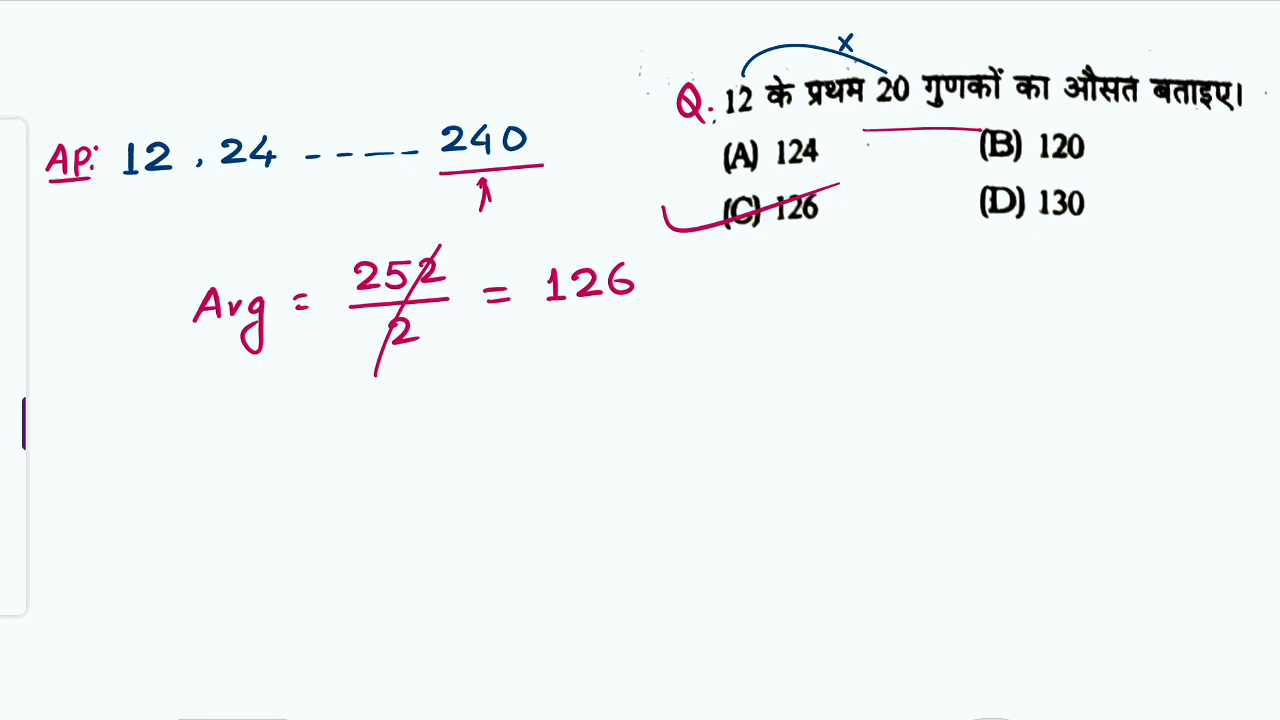 Q. 12 के प्रथम 20 गुणकों का औसत बताइए।
x
(A) 124 (B) 120
(C) 126 (D) 130
AP: 12, 24 ----- 240
Avg = 252/2 = 126